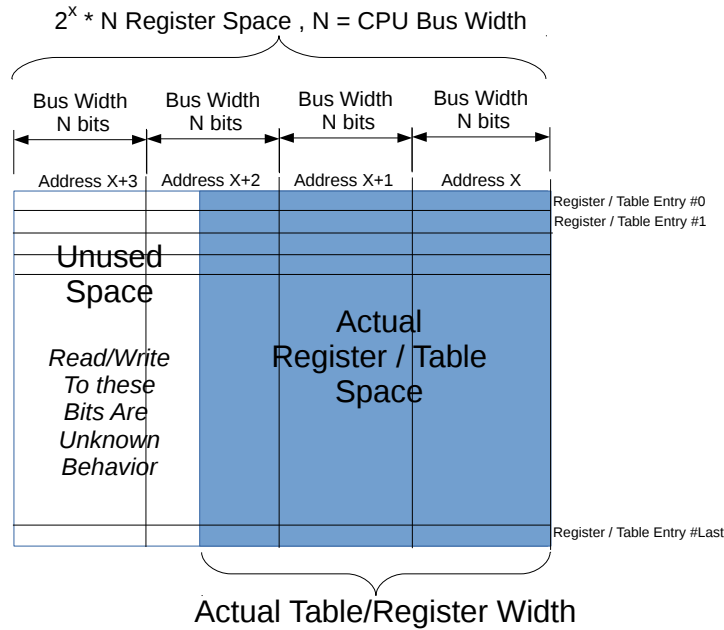 2^x * N Register Space , N = CPU Bus Width
Bus Width
N bits
Bus Width
N bits
Bus Width
N bits
Bus Width
N bits
Address X+3
Address X+2
Address X+1
Address X
Register / Table Entry #0
Register / Table Entry #1
Unused
Space
Actual
Register / Table
Space
Read/Write
To these
Bits Are
Unknown
Behavior
Register / Table Entry #Last
Actual Table/Register Width